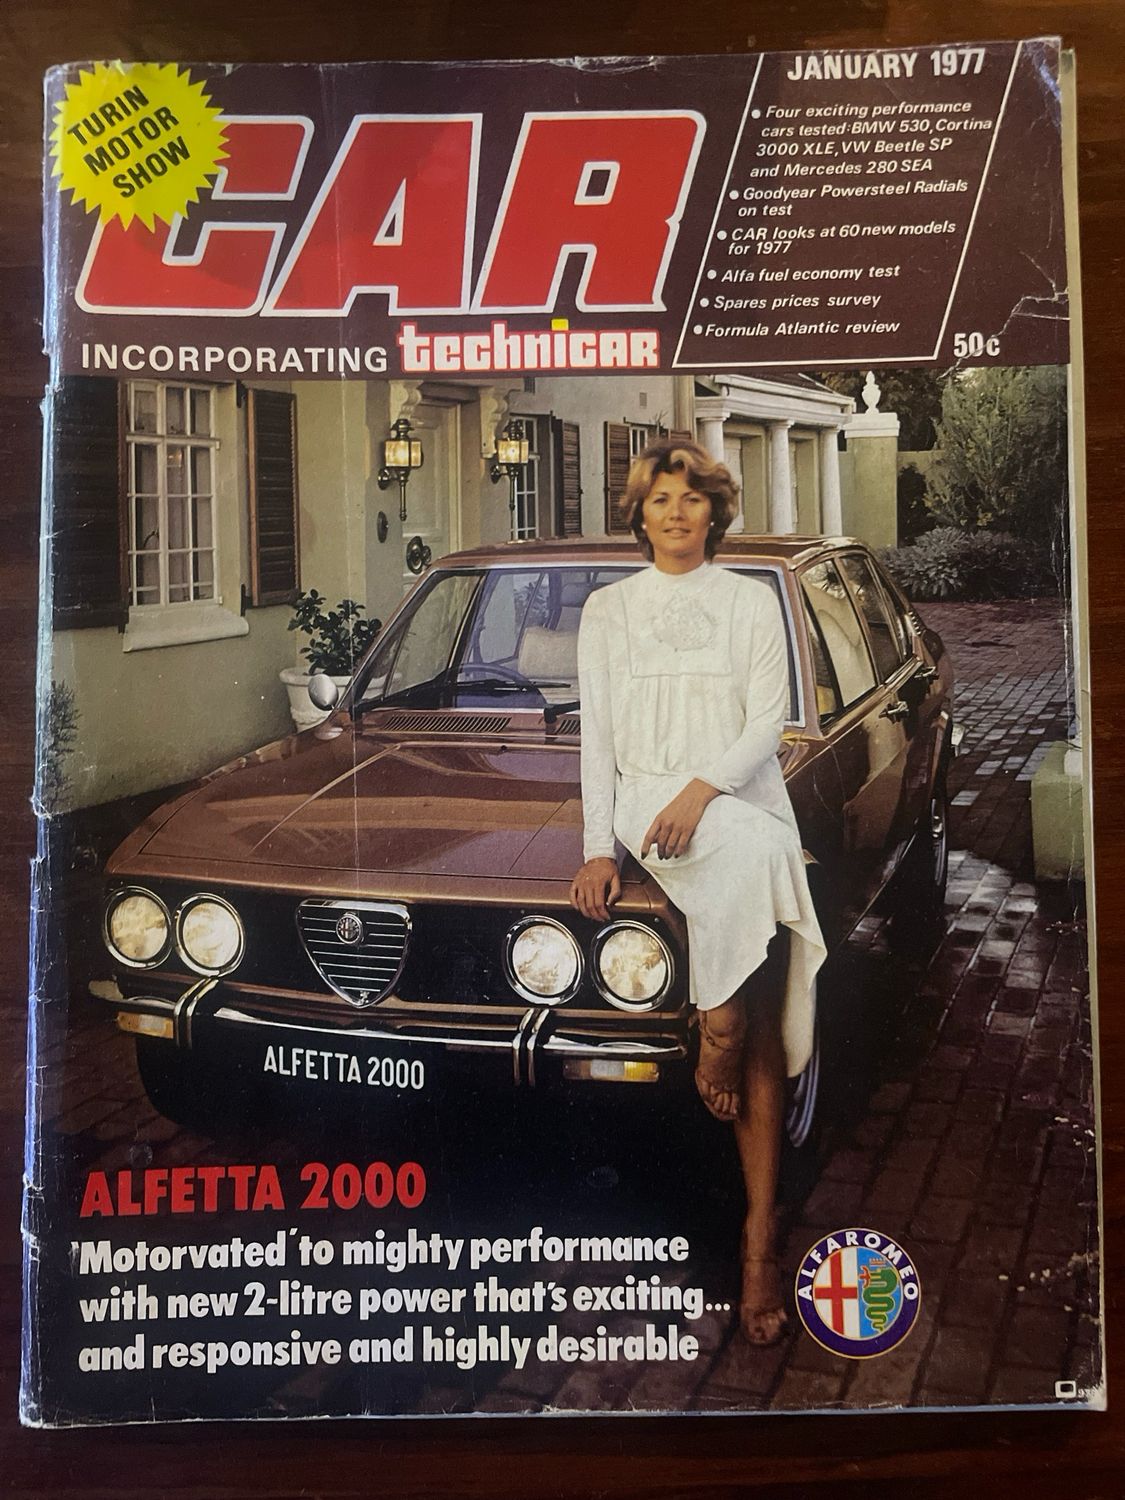 TURIN
MOTOR
SHOW
CAR
INCORPORATING technicar
JANUARY 1977
• Four exciting performance
cars tested: BMW 530, Cortina
3000 XLE, VW Beetle SP
and Mercedes 280 SEA
• Goodyear Powersteel Radials
on test
• CAR looks at 60 new models
for 1977
• Alfa fuel economy test
• Spares prices survey
• Formula Atlantic review
50c
ALFETTA 2000
ALFETTA 2000
'Motorvated' to mighty performance
with new 2-litre power that's exciting...
and responsive and highly desirable
ALFA ROMEO